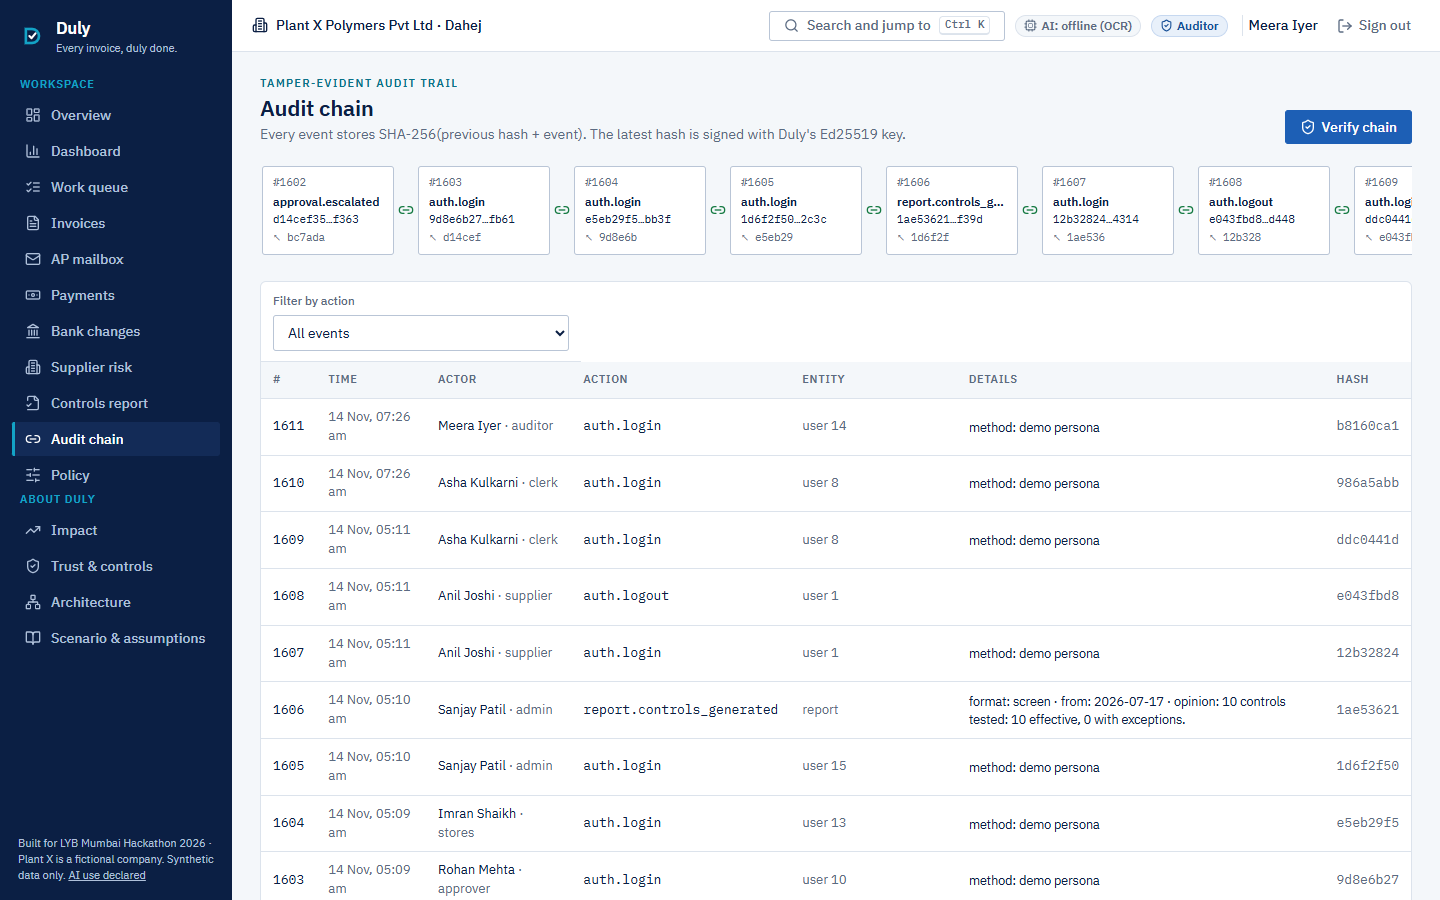 Duly
Every invoice, duly done.
WORKSPACE
Overview
Dashboard
Work queue
Invoices
AP mailbox
Payments
Bank changes
Supplier risk
Controls report
Audit chain
Policy
ABOUT DULY
Impact
Trust & controls
Architecture
Scenario & assumptions
Built for LYB Mumbai Hackathon 2026 ·
Plant X is a fictional company. Synthetic
data only. AI use declared
Plant X Polymers Pvt Ltd · Dahej
Search and jump to Ctrl K
AI: offline (OCR)
Auditor
Meera Iyer
Sign out
TAMPER-EVIDENT AUDIT TRAIL
Audit chain
Every event stores SHA-256(previous hash + event). The latest hash is signed with Duly's Ed25519 key.
Verify chain
#1602
approval.escalated
d14cef35…f363
↖ bc7ada
#1603
auth.login
9d8e6b27…fb61
↖ d14cef
#1604
auth.login
e5eb29f5…bb3f
↖ 9d8e6b
#1605
auth.login
1d6f2f50…2c3c
↖ e5eb29
#1606
report.controls_g…
1ae53621…f39d
↖ 1d6f2f
#1607
auth.login
12b32824…4314
↖ 1ae536
#1608
auth.logout
e043fbd8…d448
↖ 12b328
#1609
auth.log
ddc0441
↖ e043f
Filter by action
All events
# TIME ACTOR ACTION ENTITY DETAILS HASH
1611 14 Nov, 07:26 am Meera Iyer · auditor auth.login user 14 method: demo persona b8160ca1
1610 14 Nov, 07:26 am Asha Kulkarni · clerk auth.login user 8 method: demo persona 986a5abb
1609 14 Nov, 05:11 am Asha Kulkarni · clerk auth.login user 8 method: demo persona ddc0441d
1608 14 Nov, 05:11 am Anil Joshi · supplier auth.logout user 1 e043fbd8
1607 14 Nov, 05:11 am Anil Joshi · supplier auth.login user 1 method: demo persona 12b32824
1606 14 Nov, 05:10 am Sanjay Patil · admin report.controls_generated report format: screen · from: 2026-07-17 · opinion: 10 controls tested: 10 effective, 0 with exceptions. 1ae53621
1605 14 Nov, 05:10 am Sanjay Patil · admin auth.login user 15 method: demo persona 1d6f2f50
1604 14 Nov, 05:09 am Imran Shaikh · stores auth.login user 13 method: demo persona e5eb29f5
1603 14 Nov, 05:09 am Rohan Mehta · approver auth.login user 10 method: demo persona 9d8e6b27